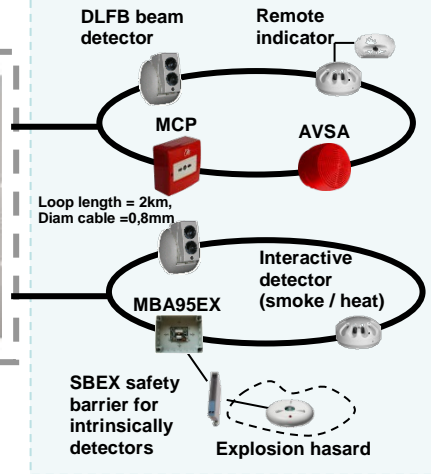 DLFB beam
detector
Remote
indicator
MCP
AVSA
Loop length = 2km,
Diam cable =0,8mm
Interactive
detector
(smoke / heat)
MBA95EX
SBEX safety
barrier for
intrinsically
detectors
Explosion hasard